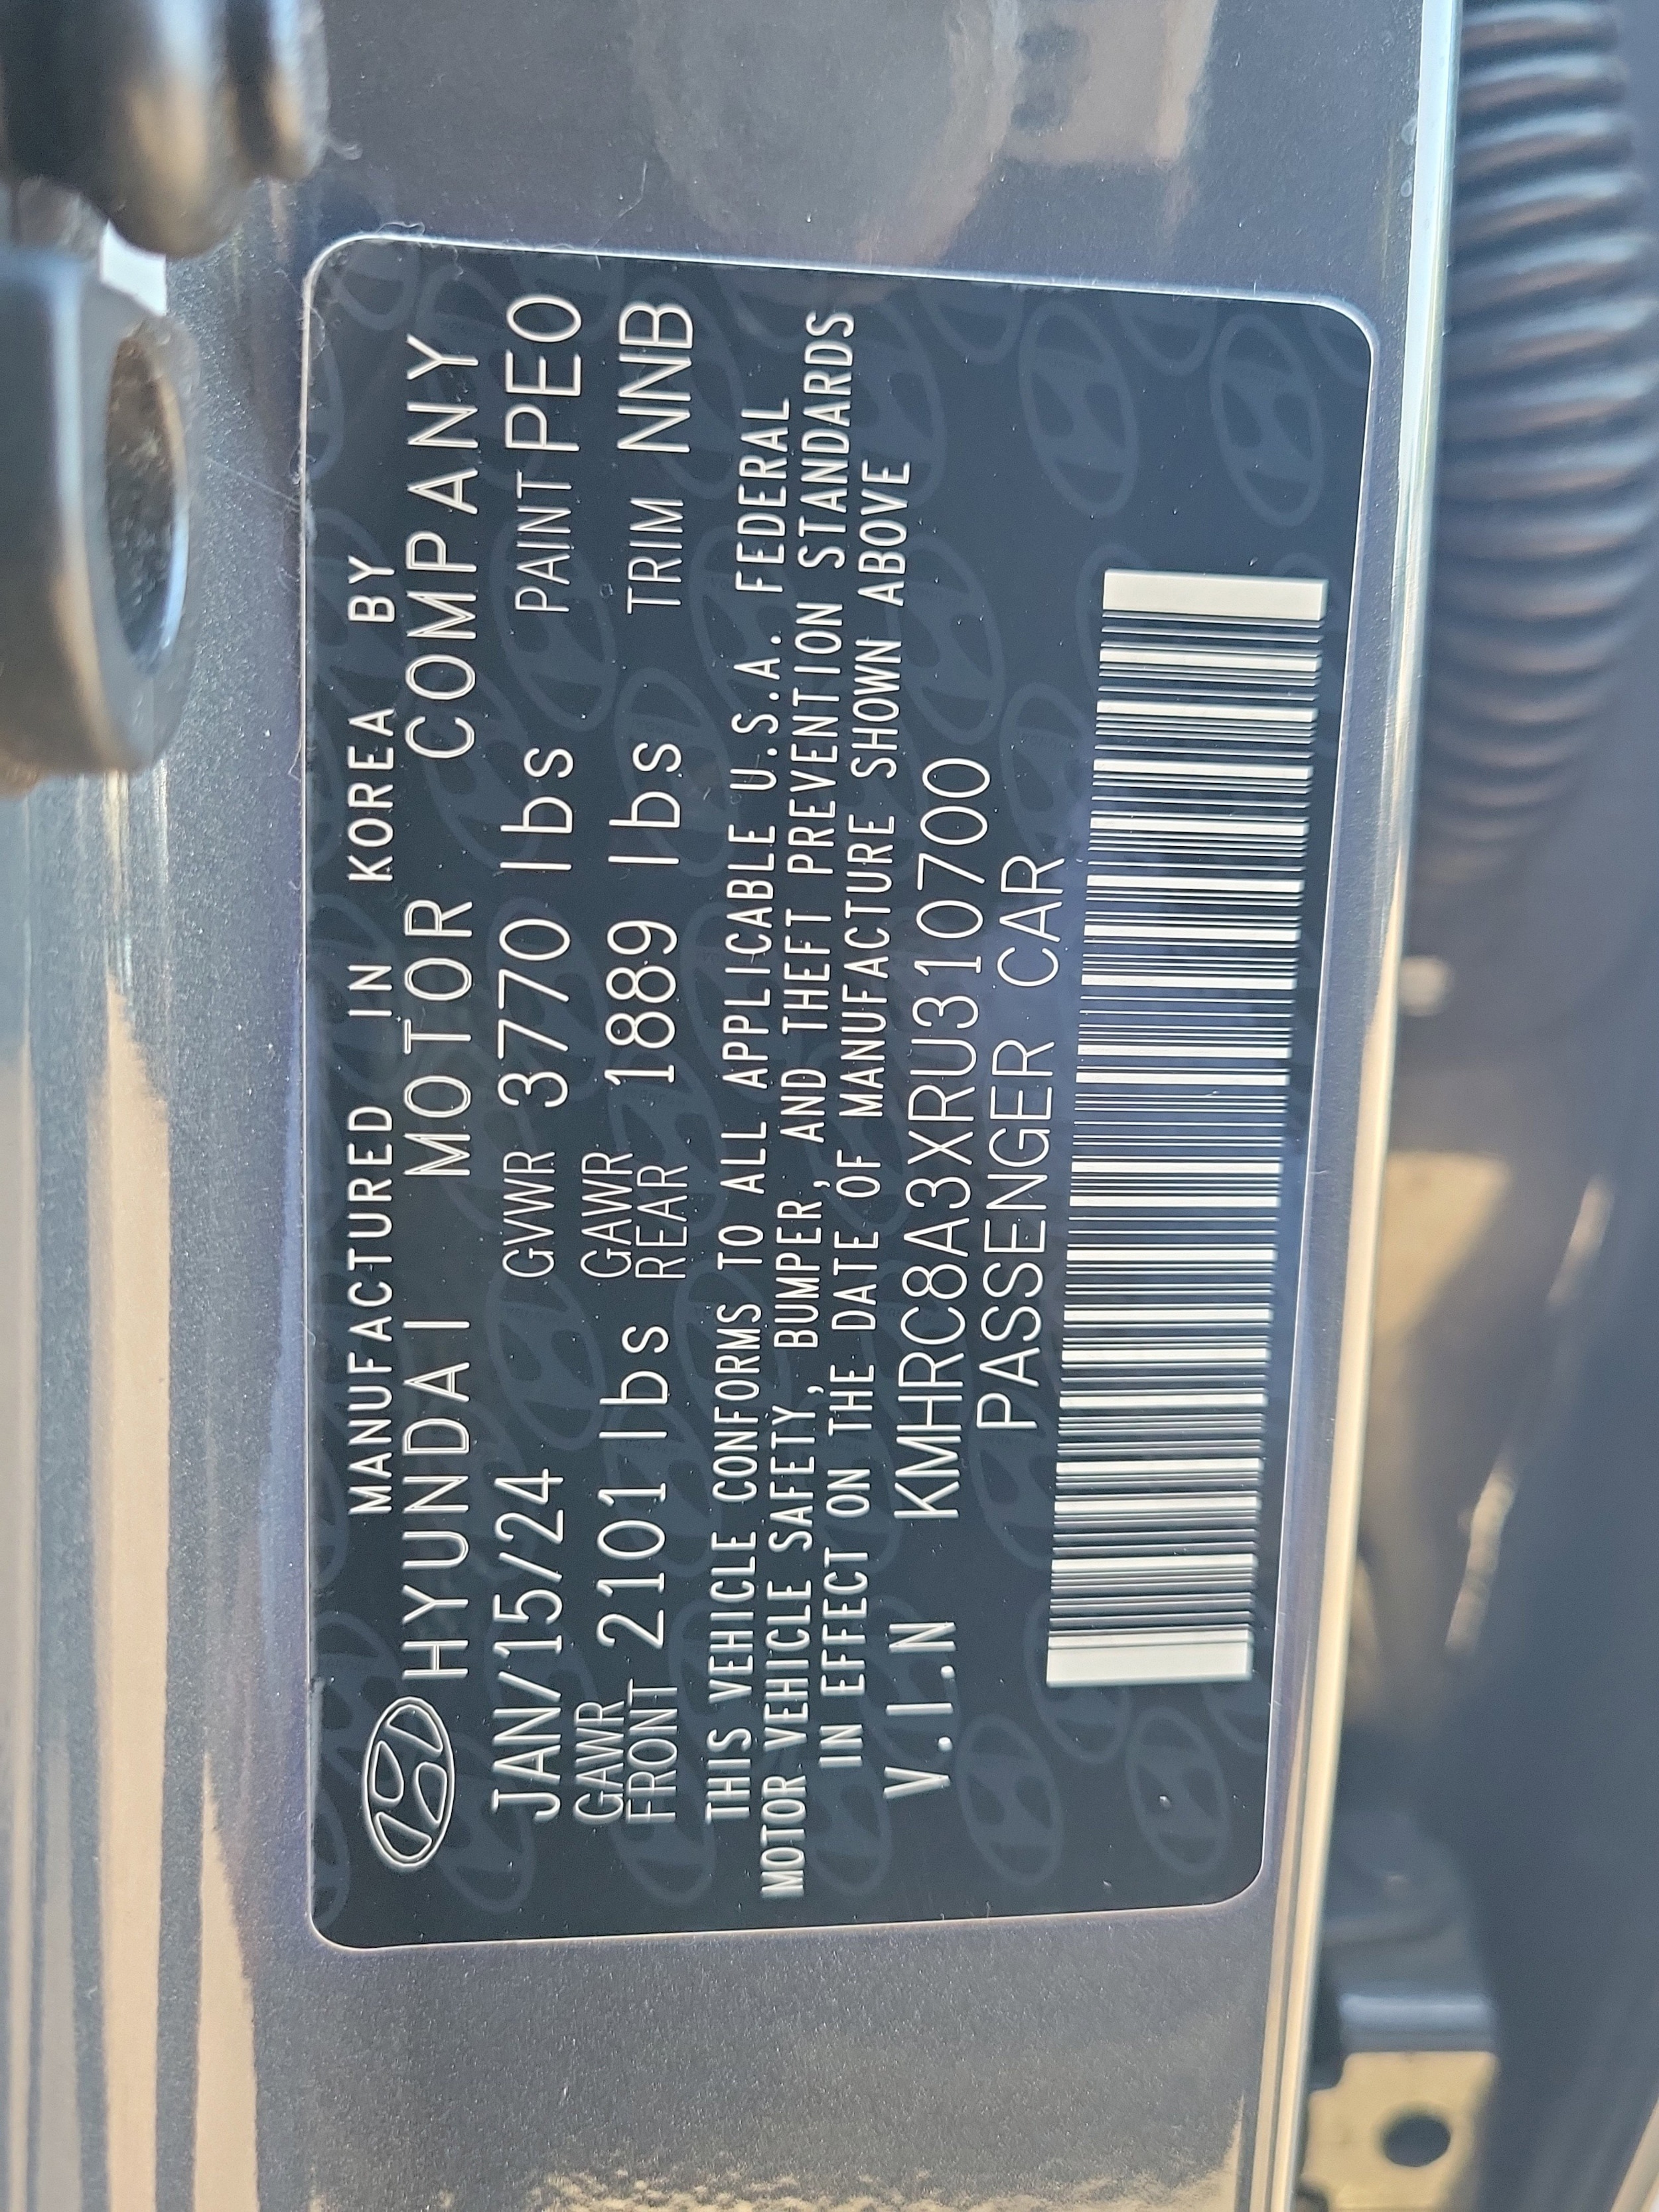 MANUFACTURED IN KOREA BY
HYUNDAI MOTOR COMPANY
JAN/15/24 GVWR 3770 lbs PAINT PE0
GAWR FRONT 2101 lbs GAWR REAR 1889 lbs TRIM NNB
THIS VEHICLE CONFORMS TO ALL APPLICABLE U.S.A. FEDERAL
MOTOR VEHICLE SAFETY, BUMPER, AND THEFT PREVENTION STANDARDS
IN EFFECT ON THE DATE OF MANUFACTURE SHOWN ABOVE
V.I.N KMHRC8A3XRU310700
PASSENGER CAR